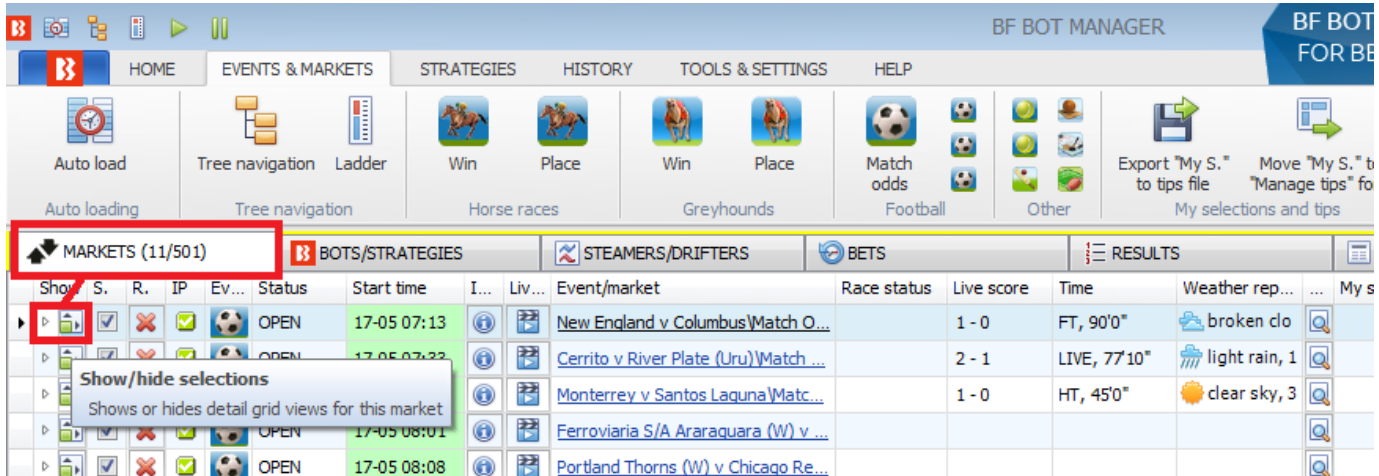 BF BOT MANAGER
BF BOT
FOR BE
HOME EVENTS & MARKETS STRATEGIES HISTORY TOOLS & SETTINGS HELP
Auto load Tree navigation Ladder Win Place Win Place Match odds Export "My S." to tips file Move "My S." to "Manage tips" for
Auto loading Tree navigation Horse races Greyhounds Football Other My selections and tips
MARKETS (11/501) BOTS/STRATEGIES STEAMERS/DRIFTERS BETS RESULTS
Show S. R. IP Ev... Status Start time I... Liv... Event/market Race status Live score Time Weather rep... ... My s
OPEN 17-05 07:13 New England v Columbus\Match O... 1 - 0 FT, 90'0" broken clo
OPEN 17-05 07:33 Cerrito v River Plate (Uru)\Match ... 2 - 1 LIVE, 77'10" light rain, 1
Show/hide selections
Shows or hides detail grid views for this market
Monterrey v Santos Laguna\Matc... 1 - 0 HT, 45'0" clear sky, 3
OPEN 17-05 08:01 Ferroviaria S/A Araraquara (W) v ...
OPEN 17-05 08:08 Portland Thorns (W) v Chicago Re...